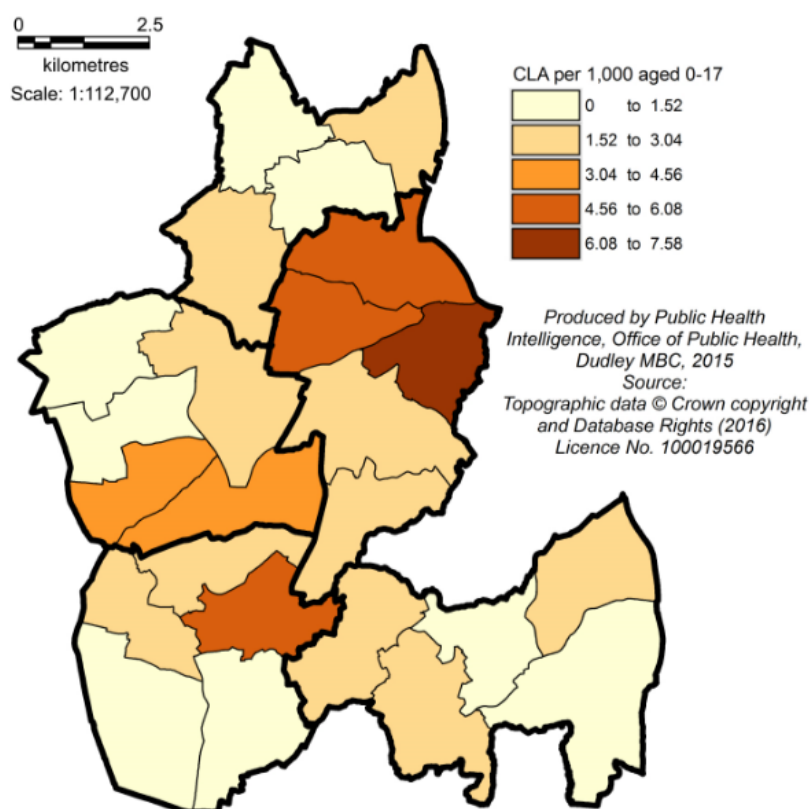 0 2.5
kilometres
Scale: 1:112,700
CLA per 1,000 aged 0-17
0 to 1.52
1.52 to 3.04
3.04 to 4.56
4.56 to 6.08
6.08 to 7.58
Produced by Public Health
Intelligence, Office of Public Health,
Dudley MBC, 2015
Source:
Topographic data © Crown copyright
and Database Rights (2016)
Licence No. 100019566